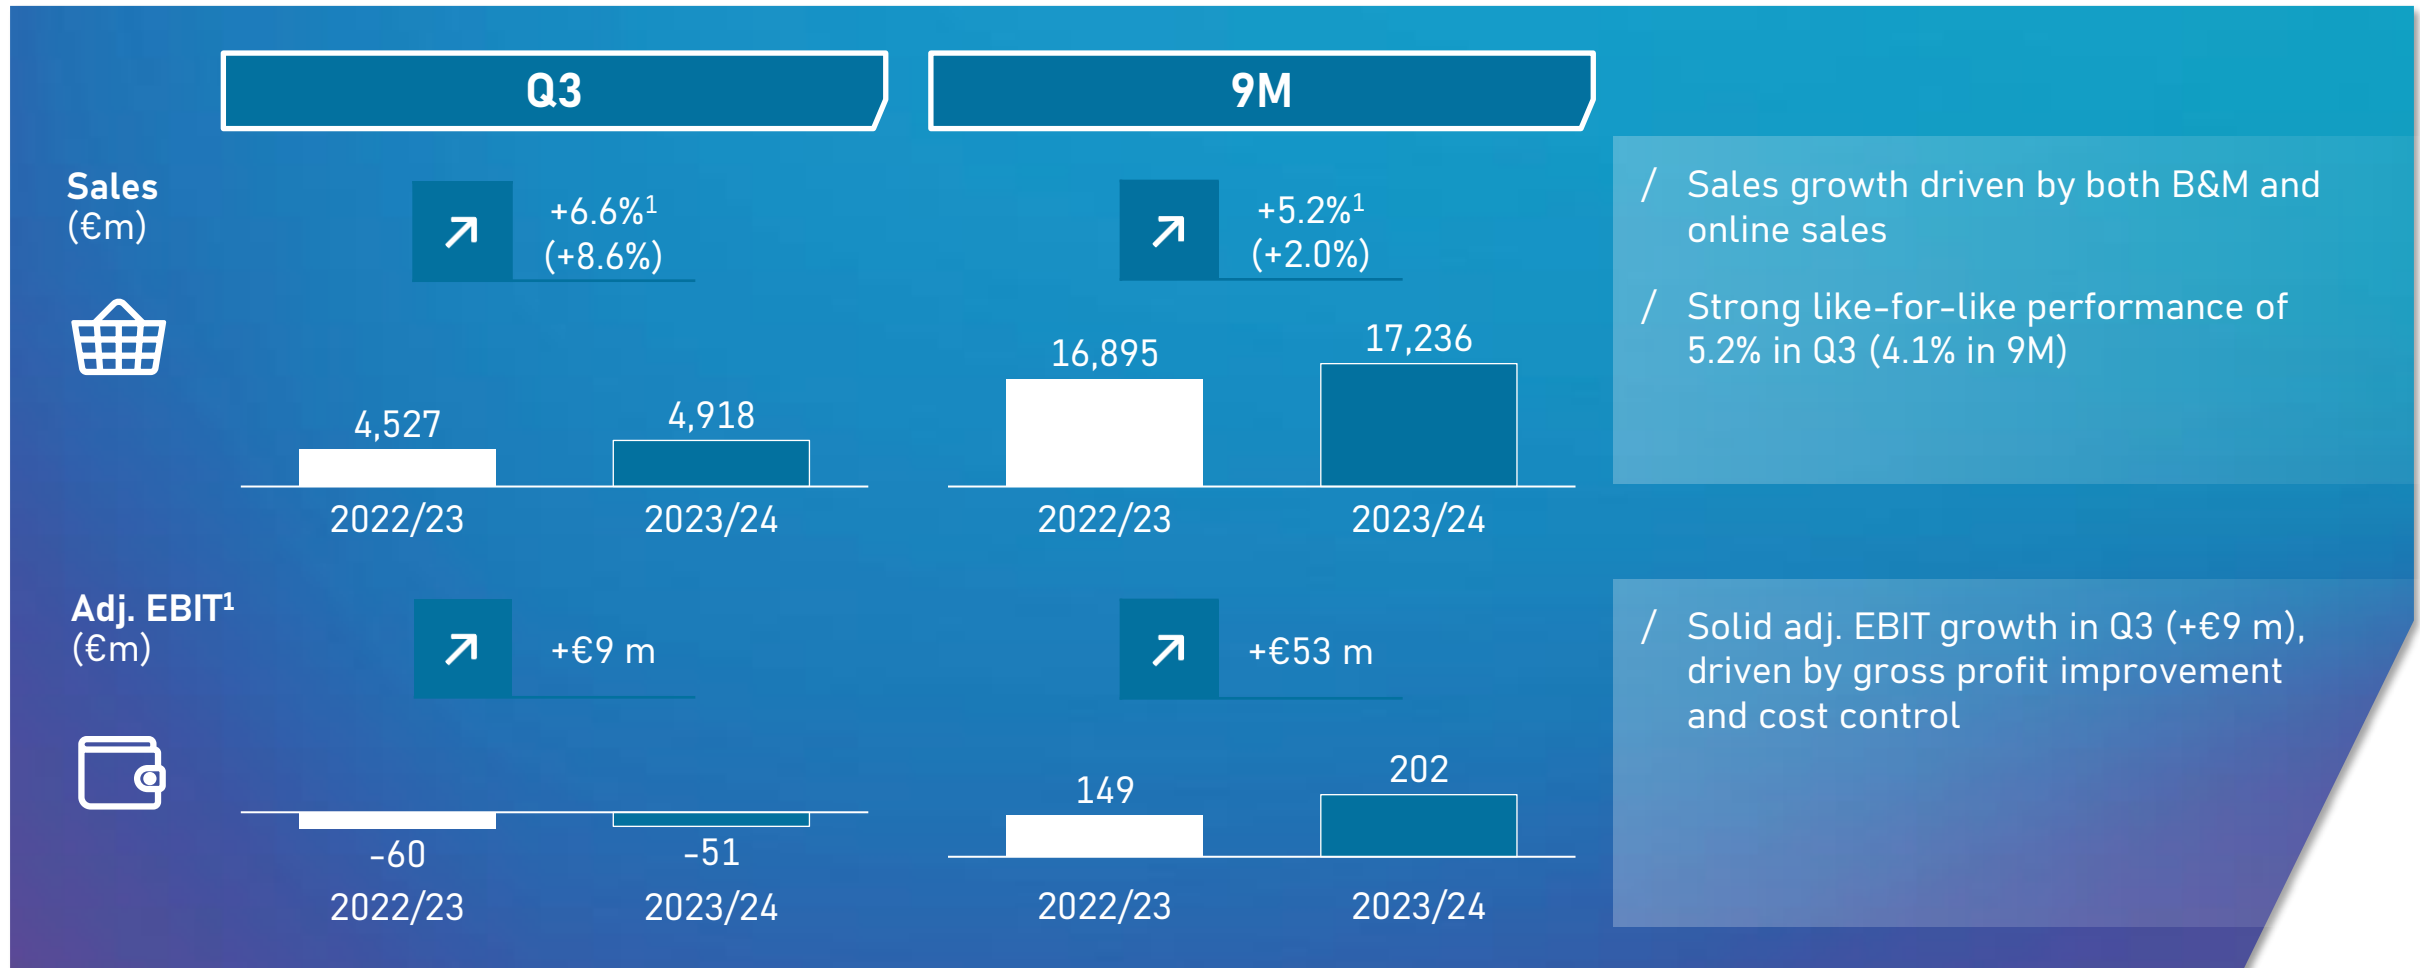 Q3
9M
Sales
(€m)
+6.6%¹
(+8.6%)
+5.2%¹
(+2.0%)
4,527
4,918
2022/23
2023/24
16,895
17,236
2022/23
2023/24
/ Sales growth driven by both B&M and
online sales
/ Strong like-for-like performance of
5.2% in Q3 (4.1% in 9M)
Adj. EBIT¹
(€m)
+€9 m
+€53 m
-60
-51
2022/23
2023/24
149
202
2022/23
2023/24
/ Solid adj. EBIT growth in Q3 (+€9 m),
driven by gross profit improvement
and cost control